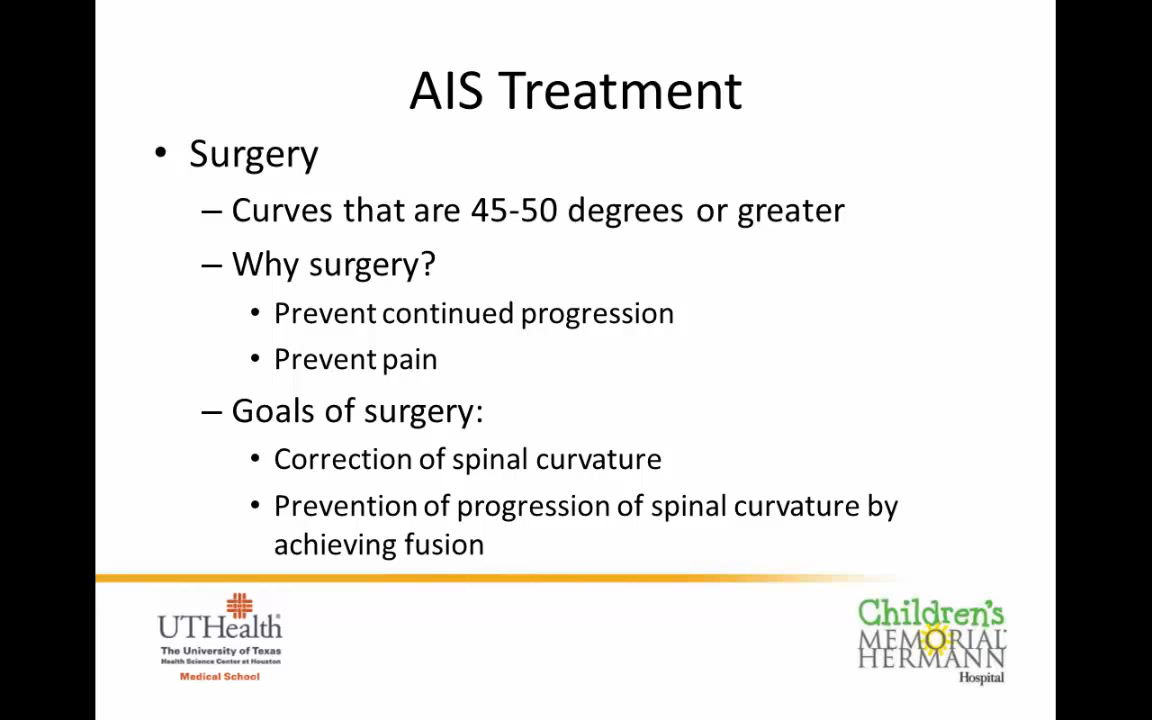 AIS Treatment
• Surgery
– Curves that are 45-50 degrees or greater
– Why surgery?
• Prevent continued progression
• Prevent pain
– Goals of surgery:
• Correction of spinal curvature
• Prevention of progression of spinal curvature by
achieving fusion
UTHealth
The University of Texas
Health Science Center at Houston
Medical School
Children's
MEMORIAL
HERMANN
Hospital